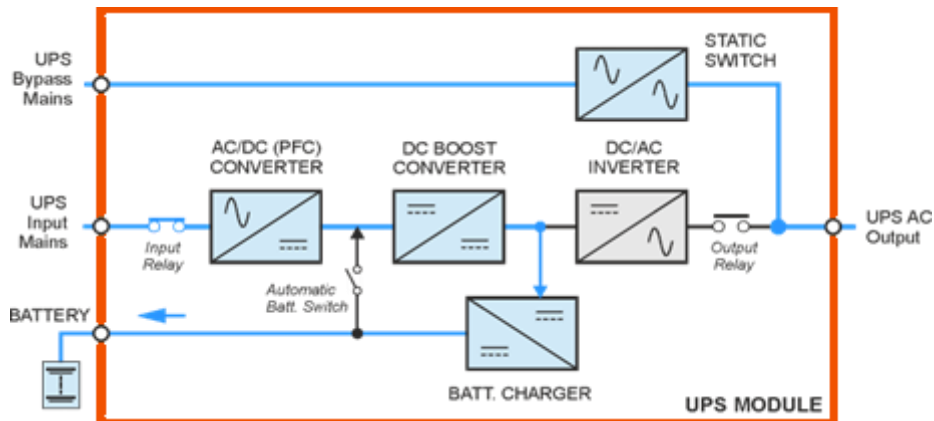 UPS
Bypass
Mains
STATIC
SWITCH
AC/DC (PFC)
CONVERTER
DC BOOST
CONVERTER
DC/AC
INVERTER
UPS
Input
Mains
Input
Relay
Automatic
Batt. Switch
Output
Relay
UPS AC
Output
BATTERY
BATT. CHARGER
UPS MODULE